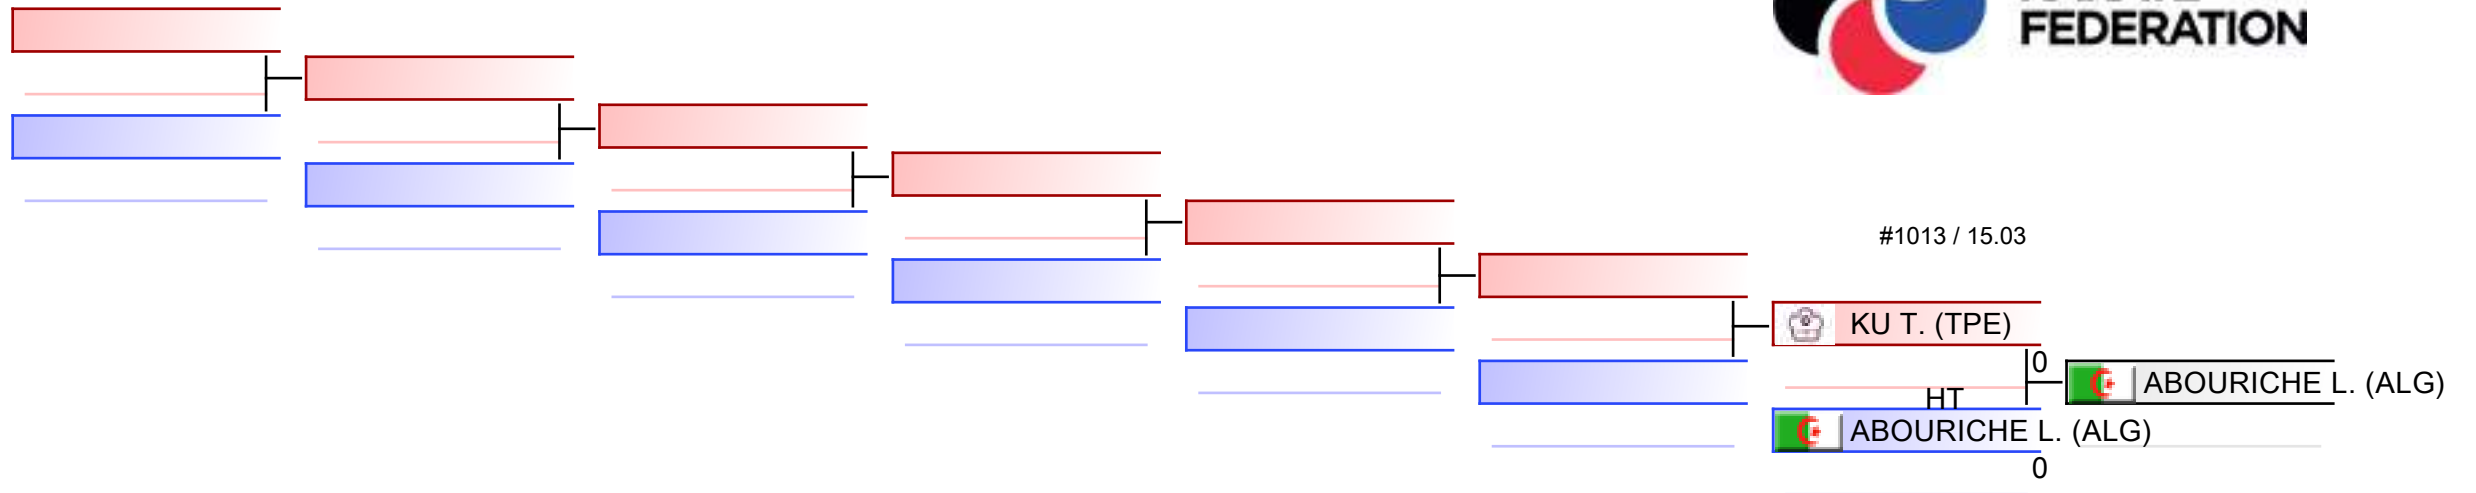 FEDERATION
#1013 / 15.03
KU T. (TPE)
0
ABOURICHE L. (ALG)
HT
ABOURICHE L. (ALG)
0